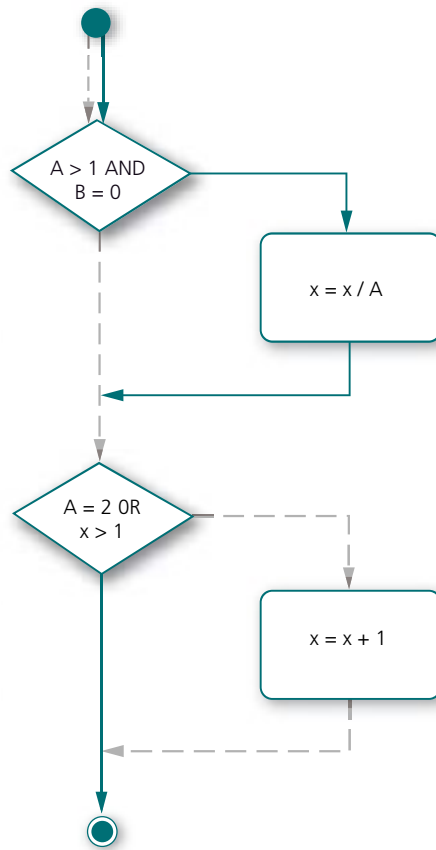 A > 1 AND
B = 0
x = x / A
A = 2 0R
x > 1
x = x + 1